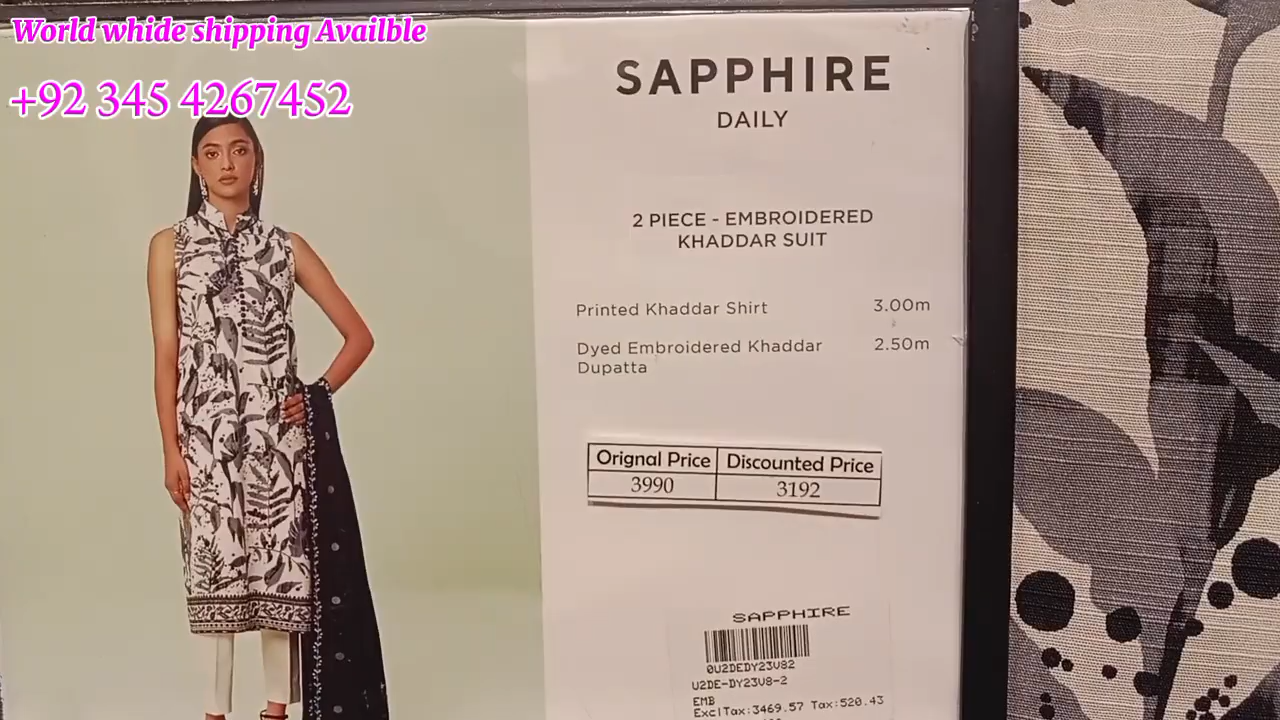 World whide shipping Availble
+92 345 4267452
SAPPHIRE
DAILY
2 PIECE - EMBROIDERED
KHADDAR SUIT
Printed Khaddar Shirt 3.00m
Dyed Embroidered Khaddar 2.50m
Dupatta
Orignal Price Discounted Price
3990 3192
SAPPHIRE
0U2DEDY23V82
U2DE-DY23V8-2
EMB
ExclTax:3469.57 Tax:520.43